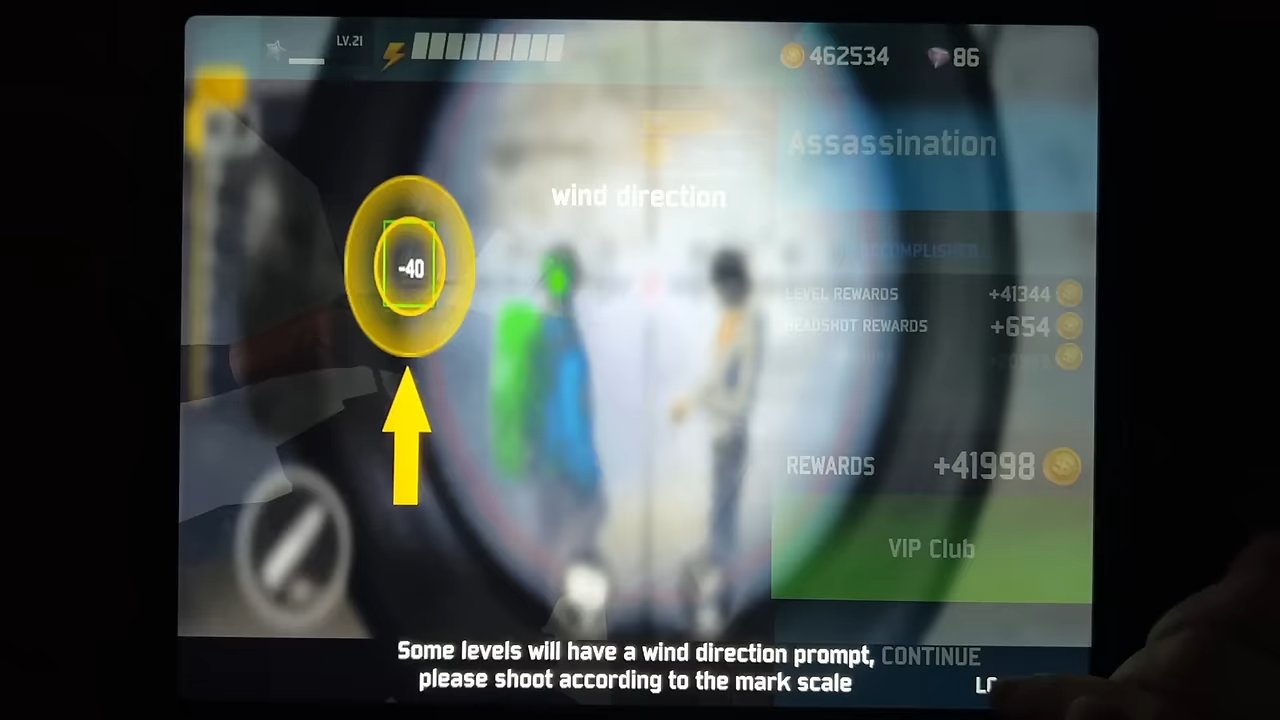 LV.21
462534
86
Assassination
wind direction
-40
ACCOMPLISHED
LEVEL REWARDS +41344
HEADSHOT REWARDS +654
REWARDS +41998
VIP Club
Some levels will have a wind direction prompt,
please shoot according to the mark scale
CONTINUE